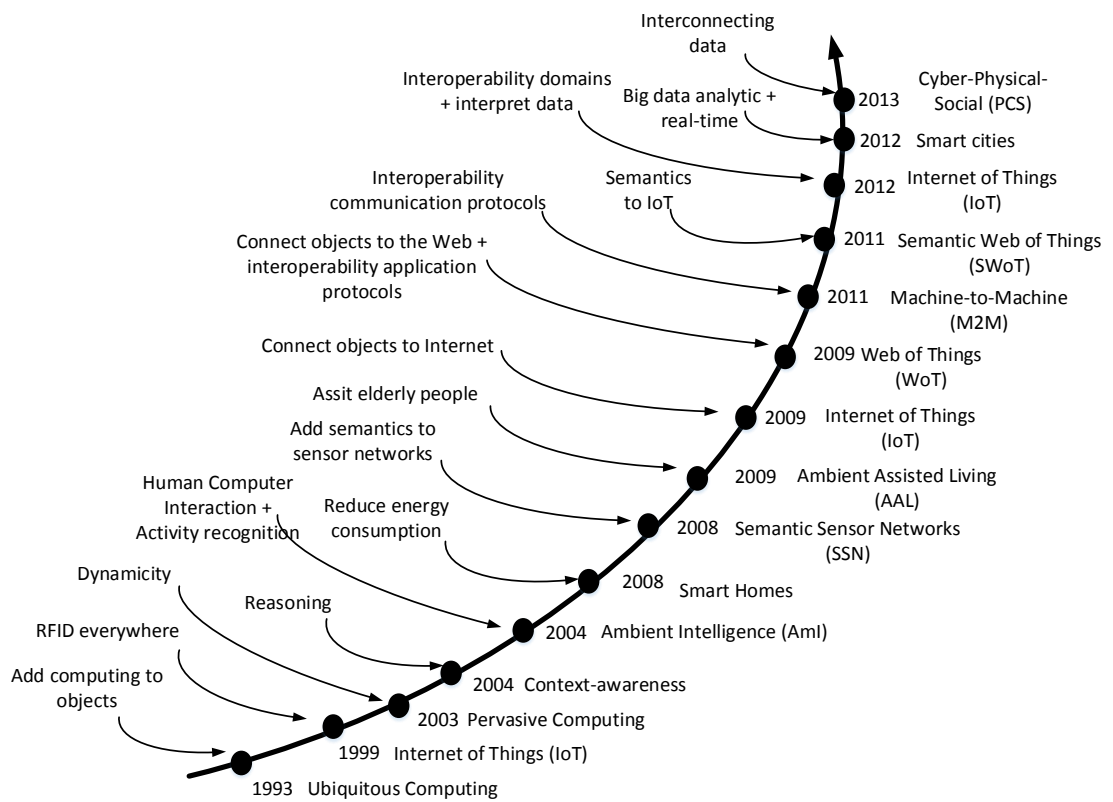 Interconnecting
data
2013
Cyber-Physical-
Social (PCS)
Interoperability domains
+ interpret data
Big data analytic +
real-time
2012 Smart cities
2012
Internet of Things
(IoT)
Interoperability
communication protocols
Semantics
to IoT
2011
Semantic Web of Things
(SWoT)
Connect objects to the Web +
interoperability application
protocols
2011
Machine-to-Machine
(M2M)
2009 Web of Things
(WoT)
Connect objects to Internet
2009
Internet of Things
(IoT)
Assit elderly people
2009
Ambient Assisted Living
(AAL)
Add semantics to
sensor networks
2008
Semantic Sensor Networks
(SSN)
Human Computer
Interaction +
Activity recognition
Reduce energy
consumption
2008
Smart Homes
Dynamicity
Reasoning
2004 Ambient Intelligence (AmI)
RFID everywhere
2004 Context-awareness
Add computing to
objects
2003 Pervasive Computing
1999 Internet of Things (IoT)
1993 Ubiquitous Computing